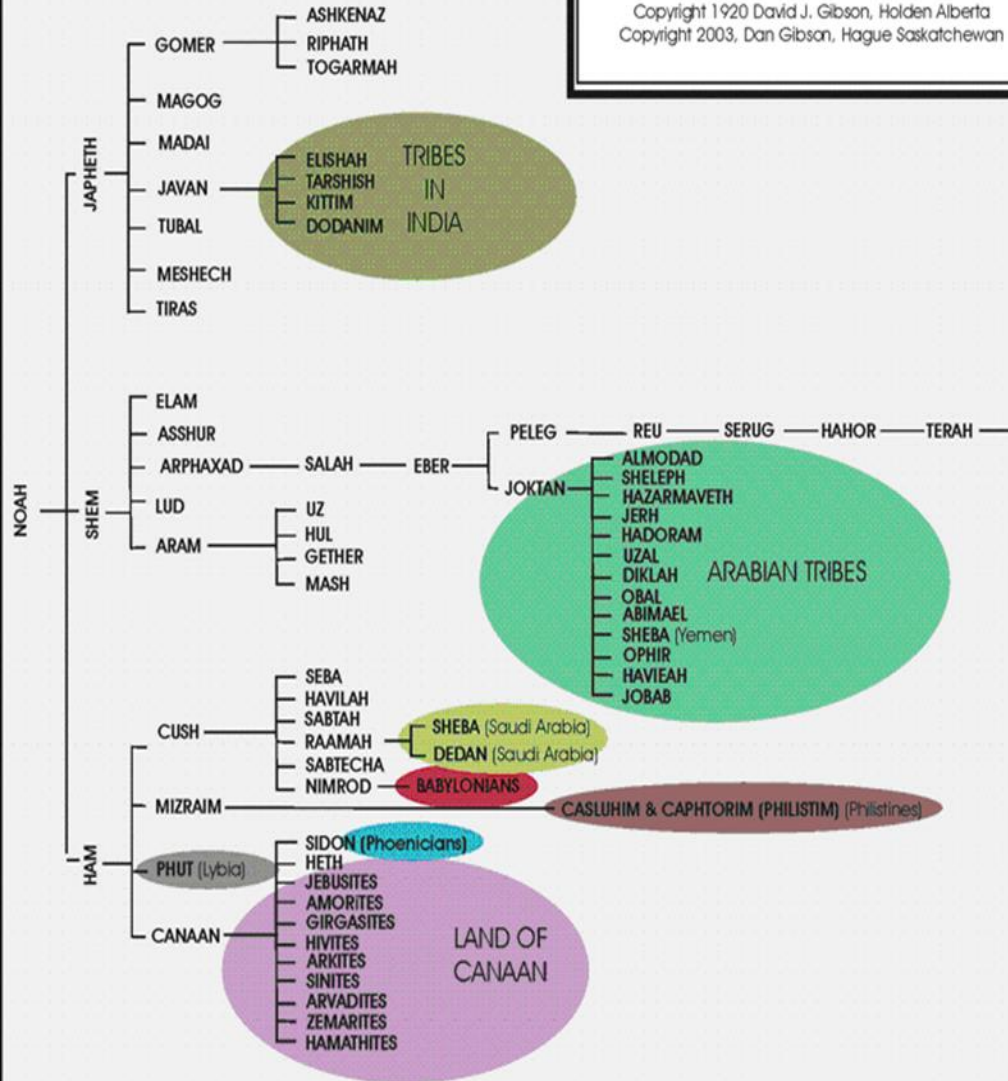 Copyright 1920 David J. Gibson, Holden Alberta
Copyright 2003, Dan Gibson, Hague Saskatchewan
NOAH
JAPHETH
GOMER
ASHKENAZ
RIPHATH
TOGARMAH
MAGOG
MADAI
JAVAN
ELISHAH
TARSHISH
KITTIM
DODANIM
TRIBES
IN
INDIA
TUBAL
MESHECH
TIRAS
SHEM
ELAM
ASSHUR
ARPHAXAD
SALAH
EBER
PELEG
REU
SERUG
HAHOR
TERAH
JOKTAN
ALMODAD
SHELEPH
HAZARMAVETH
JERH
HADORAM
UZAL
DIKLAH
OBAL
ABIMAEL
SHEBA (Yemen)
OPHIR
HAVIEAH
JOBAB
ARABIAN TRIBES
LUD
ARAM
UZ
HUL
GETHER
MASH
HAM
CUSH
SEBA
HAVILAH
SABTAH
RAAMAH
SHEBA (Saudi Arabia)
DEDAN (Saudi Arabia)
SABTECHA
NIMROD
BABYLONIANS
MIZRAIM
CASLUHIM & CAPHTORIM (PHILISTIM) (Philistines)
PHUT (Lybia)
CANAAN
SIDON (Phoenicians)
HETH
JEBUSITES
AMORITES
GIRGASITES
HIVITES
ARKITES
SINITES
ARVADITES
ZEMARITES
HAMATHITES
LAND OF
CANAAN